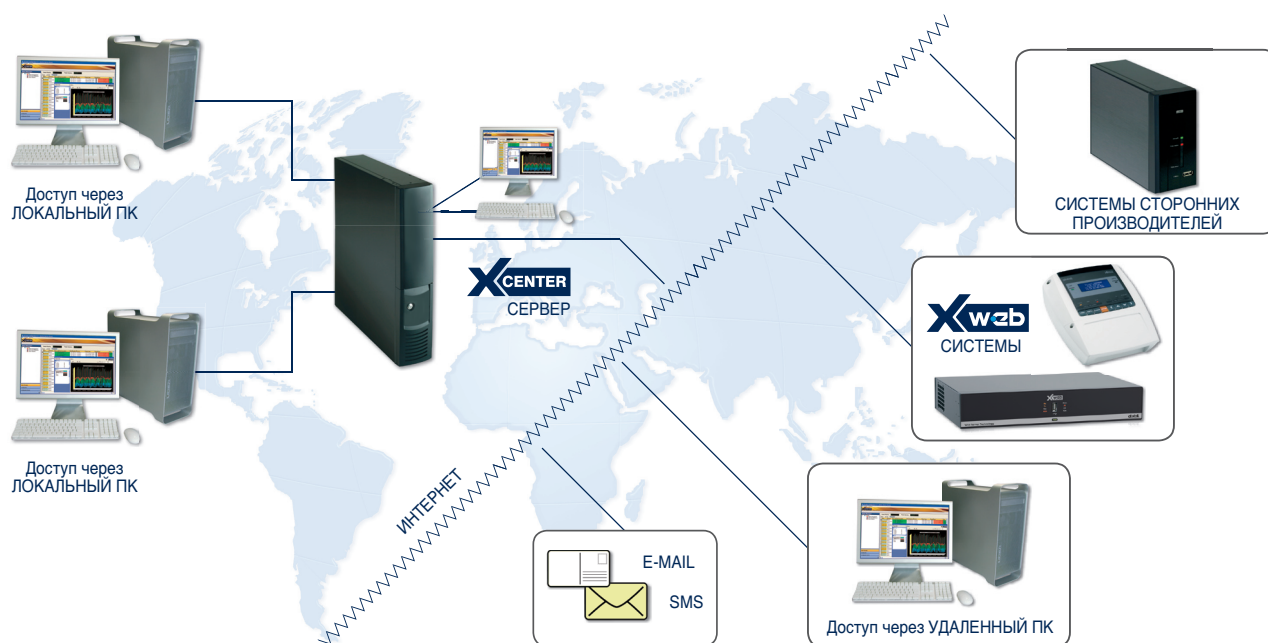 Доступ через
ЛОКАЛЬНЫЙ ПК
СИСТЕМЫ СТОРОННИХ
ПРОИЗВОДИТЕЛЕЙ
XCENTER
СЕРВЕР
Xweb
СИСТЕМЫ
Доступ через
ЛОКАЛЬНЫЙ ПК
ИНТЕРНЕТ
E-MAIL
SMS
Доступ через УДАЛЕННЫЙ ПК